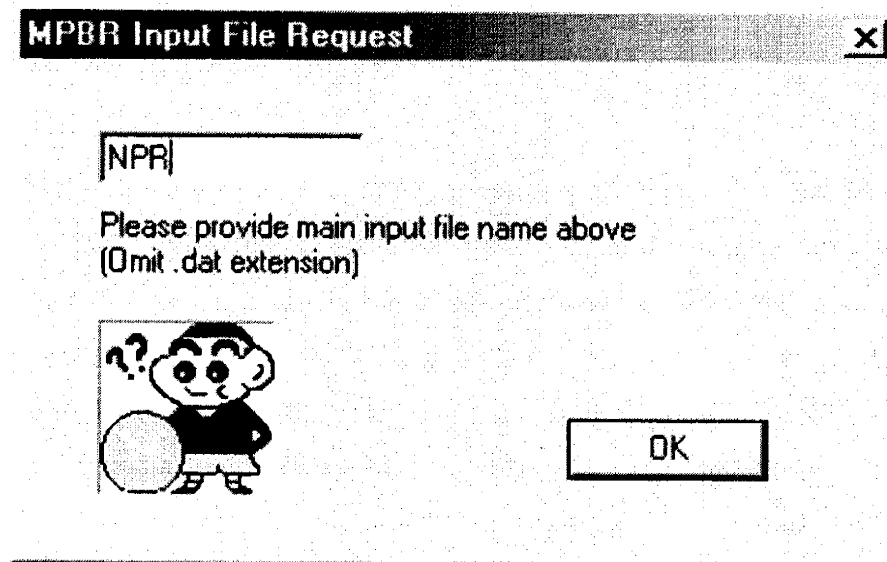 MPBR Input File Request
NPR
Please provide main input file name above
(Omit .dat extension)
??
OK